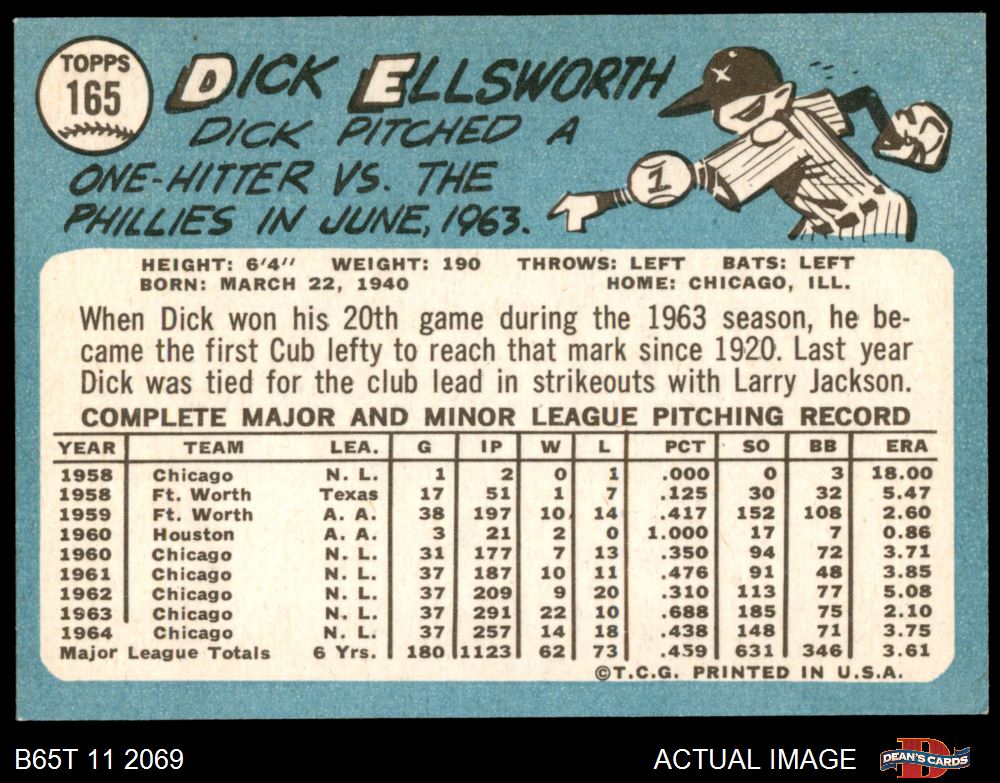 TOPPS
165
DICK ELLSWORTH
DICK PITCHED A
ONE-HITTER VS. THE
PHILLIES IN JUNE, 1963.
1
HEIGHT: 6'4" WEIGHT: 190 THROWS: LEFT BATS: LEFT
BORN: MARCH 22, 1940 HOME: CHICAGO, ILL.
When Dick won his 20th game during the 1963 season, he be-
came the first Cub lefty to reach that mark since 1920. Last year
Dick was tied for the club lead in strikeouts with Larry Jackson.
COMPLETE MAJOR AND MINOR LEAGUE PITCHING RECORD
YEAR TEAM LEA. G IP W L PCT SO BB ERA
1958 Chicago N. L. 1 2 0 1 .000 0 3 18.00
1958 Ft. Worth Texas 17 51 1 7 .125 30 32 5.47
1959 Ft. Worth A. A. 38 197 10 14 .417 152 108 2.60
1960 Houston A. A. 3 21 2 0 1.000 17 7 0.86
1960 Chicago N. L. 31 177 7 13 .350 94 72 3.71
1961 Chicago N. L. 37 187 10 11 .476 91 48 3.85
1962 Chicago N. L. 37 209 9 20 .310 113 77 5.08
1963 Chicago N. L. 37 291 22 10 .688 185 75 2.10
1964 Chicago N. L. 37 257 14 18 .438 148 71 3.75
Major League Totals 6 Yrs. 180 1123 62 73 .459 631 346 3.61
©T.C.G. PRINTED IN U.S.A.
B65T 11 2069 ACTUAL IMAGE DEAN'S CARDS